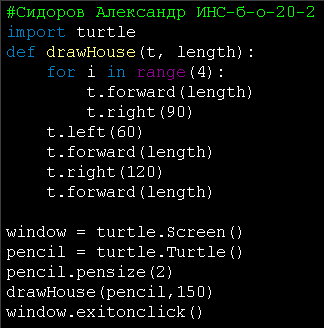 #Сидоров Александр ИНС-б-о-20-2
import turtle
def drawHouse(t, length):
    for i in range(4):
        t.forward(length)
        t.right(90)
    t.left(60)
    t.forward(length)
    t.right(120)
    t.forward(length)

window = turtle.Screen()
pencil = turtle.Turtle()
pencil.pensize(2)
drawHouse(pencil,150)
window.exitonclick()